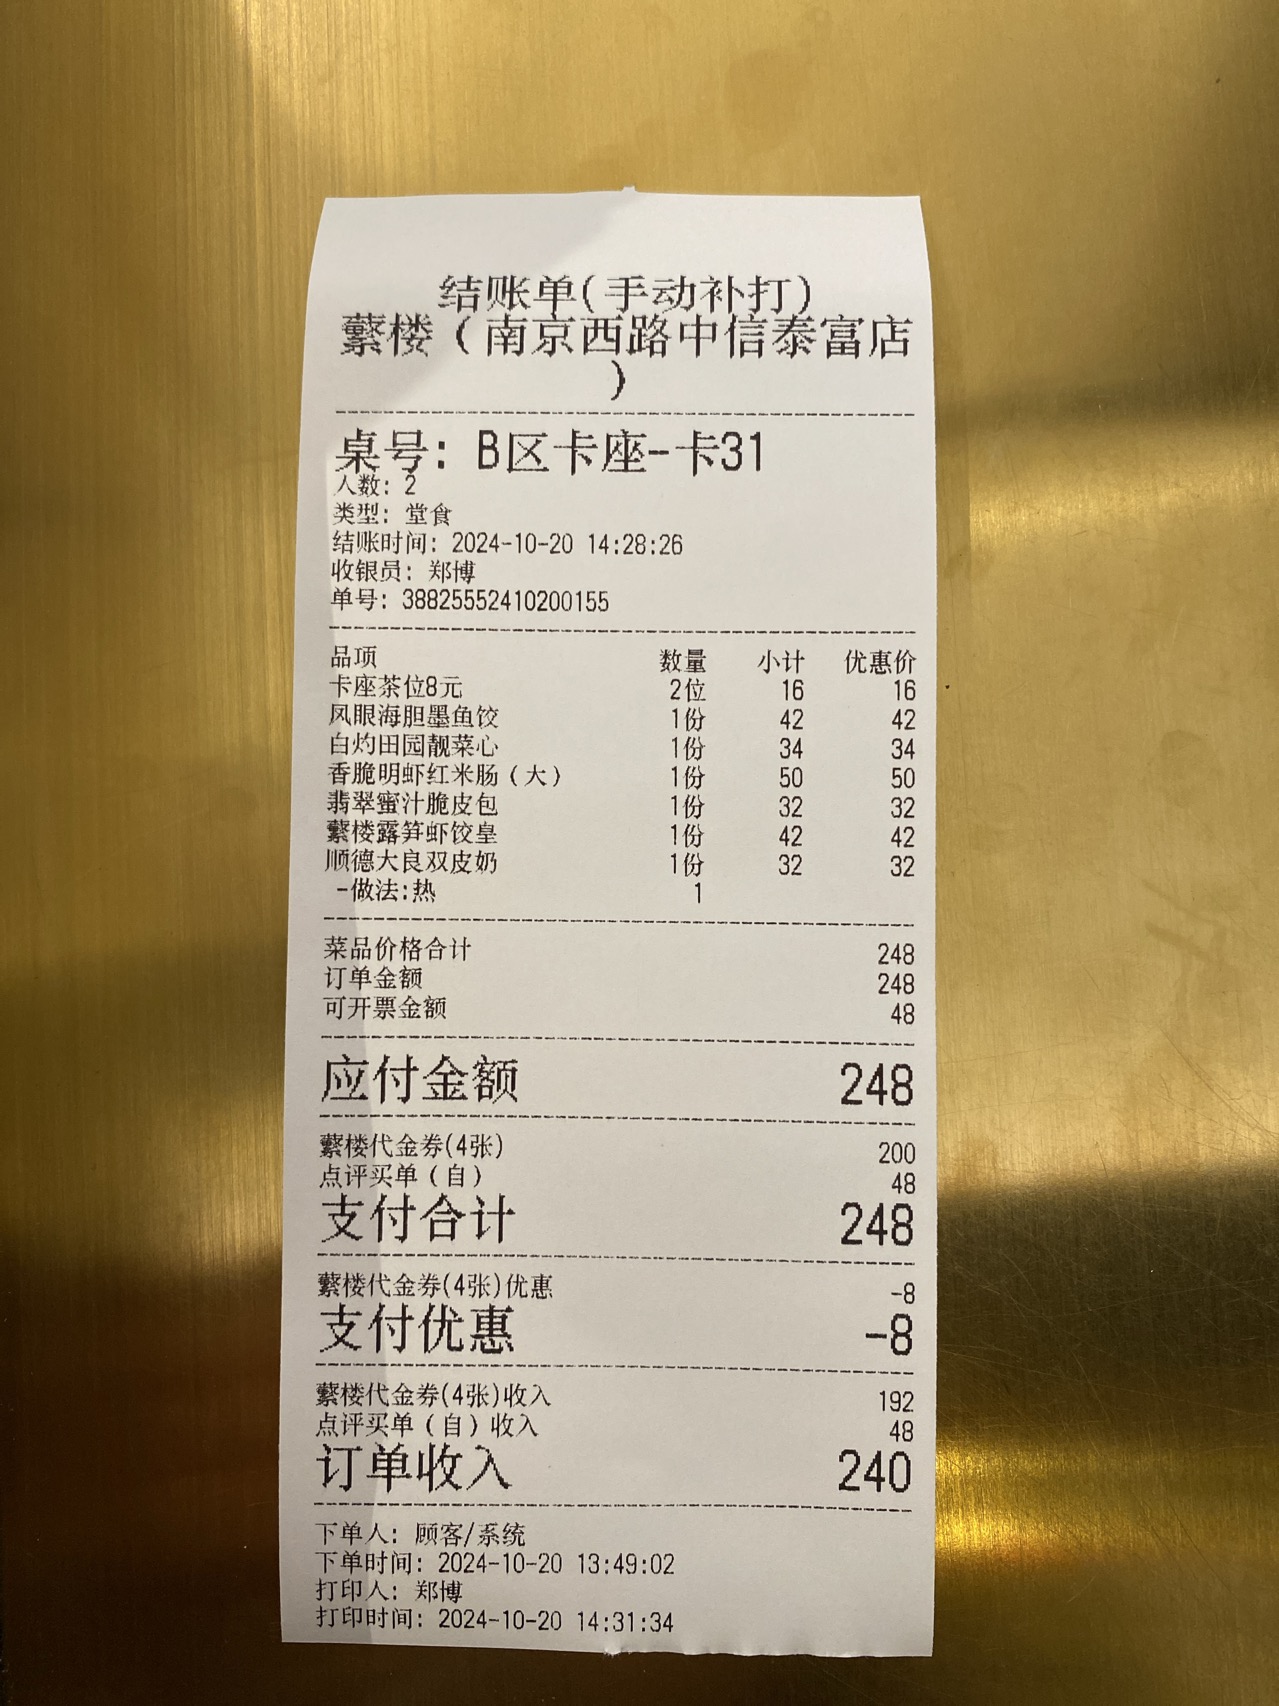 结账单(手动补打)
蘩楼（南京西路中信泰富店
）
桌号: B区卡座-卡31
人数: 2
类型: 堂食
结账时间: 2024-10-20 14:28:26
收银员: 郑博
单号: 38825552410200155
品项 数量 小计 优惠价
卡座茶位8元 2位 16 16
凤眼海胆墨鱼饺 1份 42 42
白灼田园靓菜心 1份 34 34
香脆明虾红米肠（大） 1份 50 50
翡翠蜜汁脆皮包 1份 32 32
蘩楼露笋虾饺皇 1份 42 42
顺德大良双皮奶 1份 32 32
-做法:热 1
菜品价格合计 248
订单金额 248
可开票金额 48
应付金额 248
蘩楼代金券(4张) 200
点评买单（自） 48
支付合计 248
蘩楼代金券(4张)优惠 -8
支付优惠 -8
蘩楼代金券(4张)收入 192
点评买单（自）收入 48
订单收入 240
下单人: 顾客/系统
下单时间: 2024-10-20 13:49:02
打印人: 郑博
打印时间: 2024-10-20 14:31:34